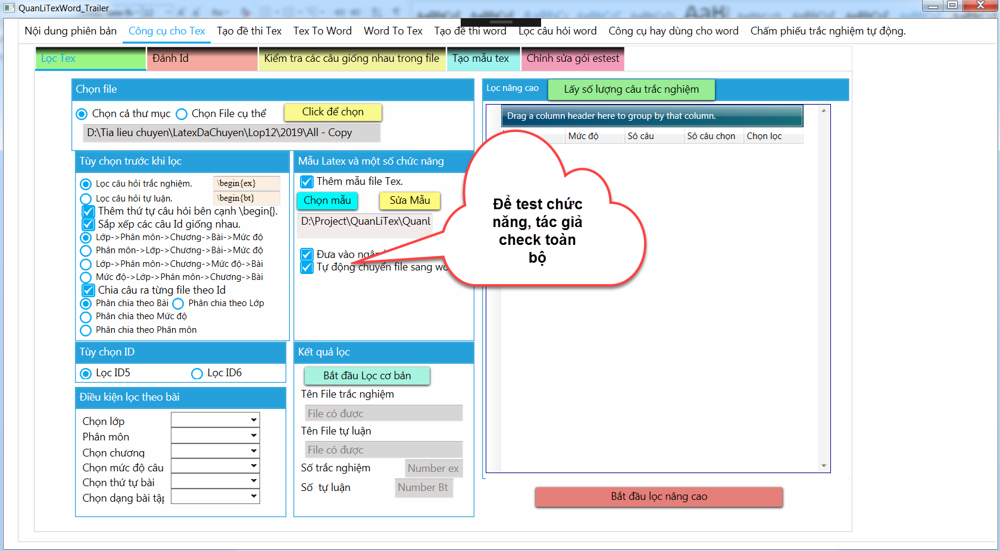 QuanLiTexWord_Trailer
Nội dung phiên bản Công cụ cho Tex Tạo đề thi Tex Tex To Word Word To Tex Tạo đề thi word Lọc câu hỏi word Công cụ hay dùng cho word Chấm phiếu trắc nghiệm tự động.
Lọc Tex Đánh Id Kiểm tra các câu giống nhau trong file Tạo mẫu tex Chỉnh sửa gói estest
Chọn file
Chọn cả thư mục Chọn File cụ thể Click để chọn
D:\Tia lieu chuyen\LatexDaChuyen\Lop12\2019\All - Copy
Tùy chọn trước khi lọc
Lọc câu hỏi trắc nghiệm. \begin{ex}
Lọc câu hỏi tự luận. \begin{bt}
Thêm thứ tự câu hỏi bên cạnh \begin{}.
Sắp xếp các câu Id giống nhau.
Lớp->Phân môn->Chương->Bài->Mức độ
Phân môn->Lớp->Chương->Bài->Mức độ
Lớp->Phân môn->Chương->Mức độ->Bài
Mức độ->Lớp->Phân môn->Chương->Bài
Chia câu ra từng file theo Id
Phân chia theo Bài Phân chia theo Lớp
Phân chia theo Mức độ
Phân chia theo Phân môn
Mẫu Latex và một số chức năng
Thêm mẫu file Tex.
Chọn mẫu Sửa Mẫu
D:\Project\QuanLiTex\QuanL
Đưa vào ngân
Tự động chuyển file sang wo
Tùy chọn ID
Lọc ID5 Lọc ID6
Điều kiện lọc theo bài
Chọn lớp
Phân môn
Chọn chương
Chọn mức độ câu
Chọn thứ tự bài
Chọn dạng bài tập
Kết quả lọc
Bắt đầu Lọc cơ bản
Tên File trắc nghiệm
File có được
Tên File tự luận
File có được
Số trắc nghiệm Number ex
Số tự luận Number Bt
Lọc nâng cao Lấy số lượng câu trắc nghiệm
Drag a column header here to group by that column.
Mức độ Sô câu Sô câu chọn Chọn lọc
Để test chức
năng, tác giả
check toàn
bộ
Bắt đầu lọc nâng cao